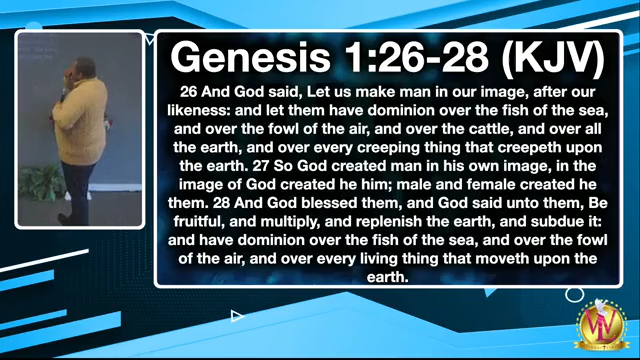 Genesis 1:26-28 (KJV)
26 And God said, Let us make man in our image, after our
likeness: and let them have dominion over the fish of the sea,
and over the fowl of the air, and over the cattle, and over all
the earth, and over every creeping thing that creepeth upon
the earth. 27 So God created man in his own image, in the
image of God created he him; male and female created he
them. 28 And God blessed them, and God said unto them, Be
fruitful, and multiply, and replenish the earth, and subdue it:
and have dominion over the fish of the sea, and over the fowl
of the air, and over every living thing that moveth upon the
earth.